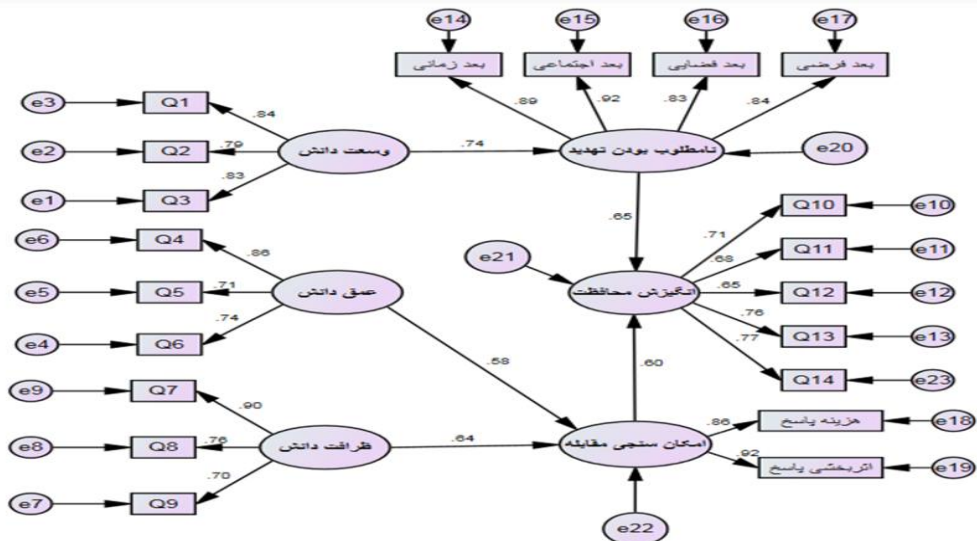 e14
e15
e16
e17
بعد زمانی
بعد اجتماعی
بعد فضایی
بعد فرضی
.89
.92
.83
.84
e3
Q1
.84
e2
Q2
.79
وسعت دانش
.74
نامطلوب بودن تهدید
e20
e1
Q3
.83
e6
Q4
.86
.65
Q10
e10
.71
e21
Q11
e11
.68
e5
Q5
.71
عمق دانش
انگیزش محافظت
.65
Q12
e12
e4
Q6
.74
.76
Q13
e13
.77
.58
.60
Q14
e23
e9
Q7
.90
.86
هزینه پاسخ
e18
e8
Q8
.76
ظرافت دانش
.64
امکان سنجی مقابله
.92
اثربخشی پاسخ
e19
.70
e7
Q9
e22